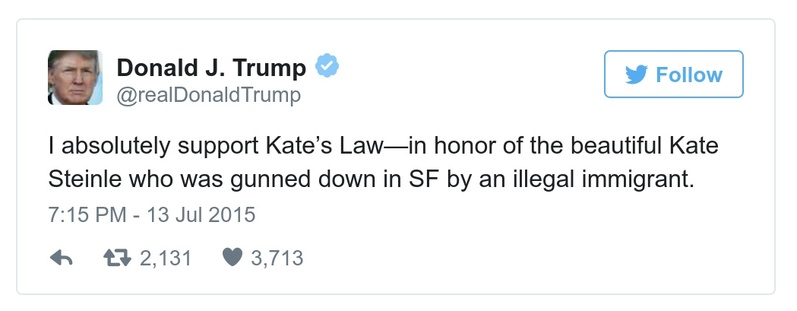 Donald J. Trump
@realDonaldTrump
Follow
I absolutely support Kate’s Law—in honor of the beautiful Kate
Steinle who was gunned down in SF by an illegal immigrant.
7:15 PM - 13 Jul 2015
2,131 3,713